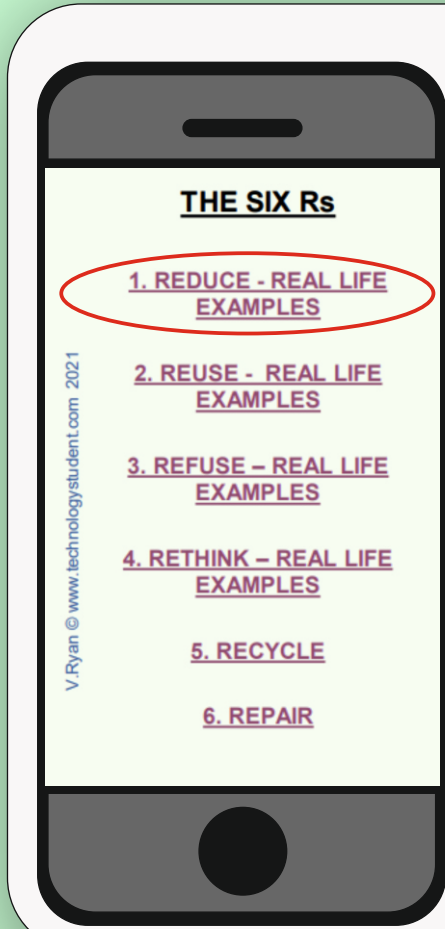 THE SIX Rs
1. REDUCE - REAL LIFE
EXAMPLES
2. REUSE - REAL LIFE
EXAMPLES
3. REFUSE – REAL LIFE
EXAMPLES
4. RETHINK – REAL LIFE
EXAMPLES
5. RECYCLE
6. REPAIR
V.Ryan © www.technologystudent.com 2021